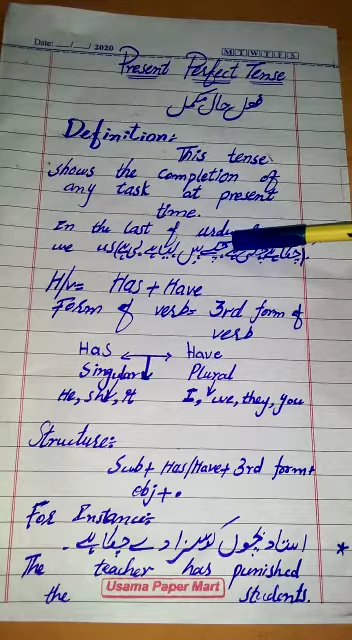 Date: __/__/2020 M T W T F S
Present Perfect Tense
فعل حال مکمل
Definition:
This tense
shows the completion of
any task at present
time.
In the last of
we us
H/v= Has + Have
Form of verb= 3rd form of
verb
Has Have
Singular Plural
He, she, it I, we, they, you
Structure:
Sub+ Has/Have+ 3rd form+
obj+.
For Instance:
استاد بچوں کو سزا دے چکا ہے۔ *
The teacher has punished
the students.
Usama Paper Mart